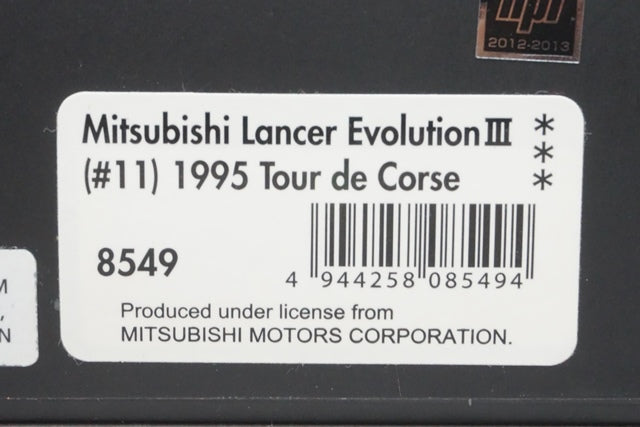 hpi
2012-2013
Mitsubishi Lancer Evolution III
(#11) 1995 Tour de Corse
***
8549
4 944258 085494
Produced under license from
MITSUBISHI MOTORS CORPORATION.
M
,
N